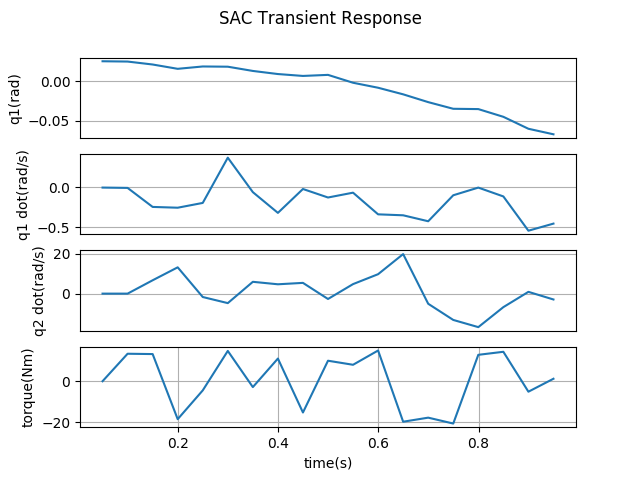 SAC Transient Response
q1(rad)
0.00
−0.05
q1 dot(rad/s)
0.0
−0.5
q2 dot(rad/s)
20
0
torque(Nm)
0
−20
0.2 0.4 0.6 0.8
time(s)